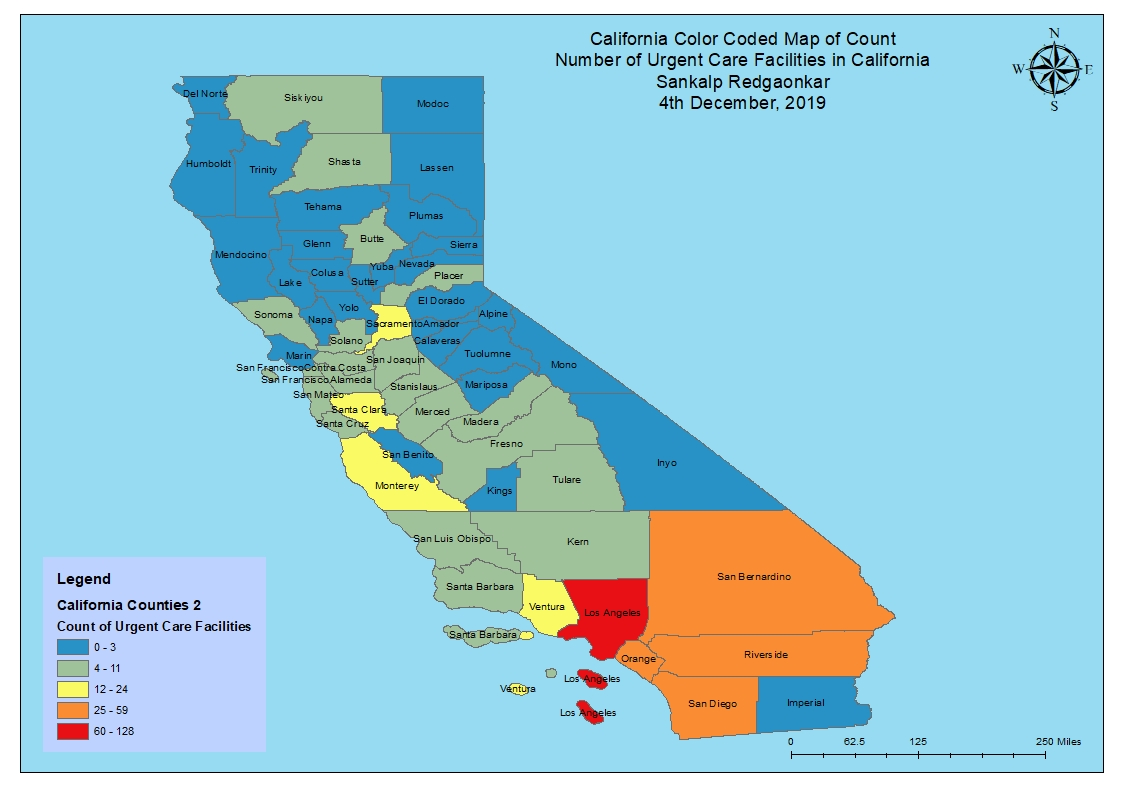 California Color Coded Map of Count
Number of Urgent Care Facilities in California
Sankalp Redgaonkar
4th December, 2019
N
W E
S
Del Norte
Siskiyou
Modoc
Humboldt
Trinity
Shasta
Lassen
Tehama
Plumas
Butte
Glenn
Sierra
Mendocino
Yuba
Nevada
Colusa
Placer
Lake
Sutter
El Dorado
Yolo
Sonoma
Napa
Alpine
Sacramento
Amador
Solano
Calaveras
Marin
Tuolumne
San Joaquin
Mono
San Francisco
Contra Costa
San Francisco
Alameda
Stanislaus
Mariposa
San Mateo
Santa Clara
Merced
Madera
Santa Cruz
Fresno
San Benito
Inyo
Tulare
Monterey
Kings
San Luis Obispo
Kern
San Bernardino
Santa Barbara
Ventura
Los Angeles
Santa Barbara
Orange
Riverside
Los Angeles
Ventura
San Diego
Imperial
Los Angeles
Legend
California Counties 2
Count of Urgent Care Facilities
0 - 3
4 - 11
12 - 24
25 - 59
60 - 128
0 62.5 125 250 Miles